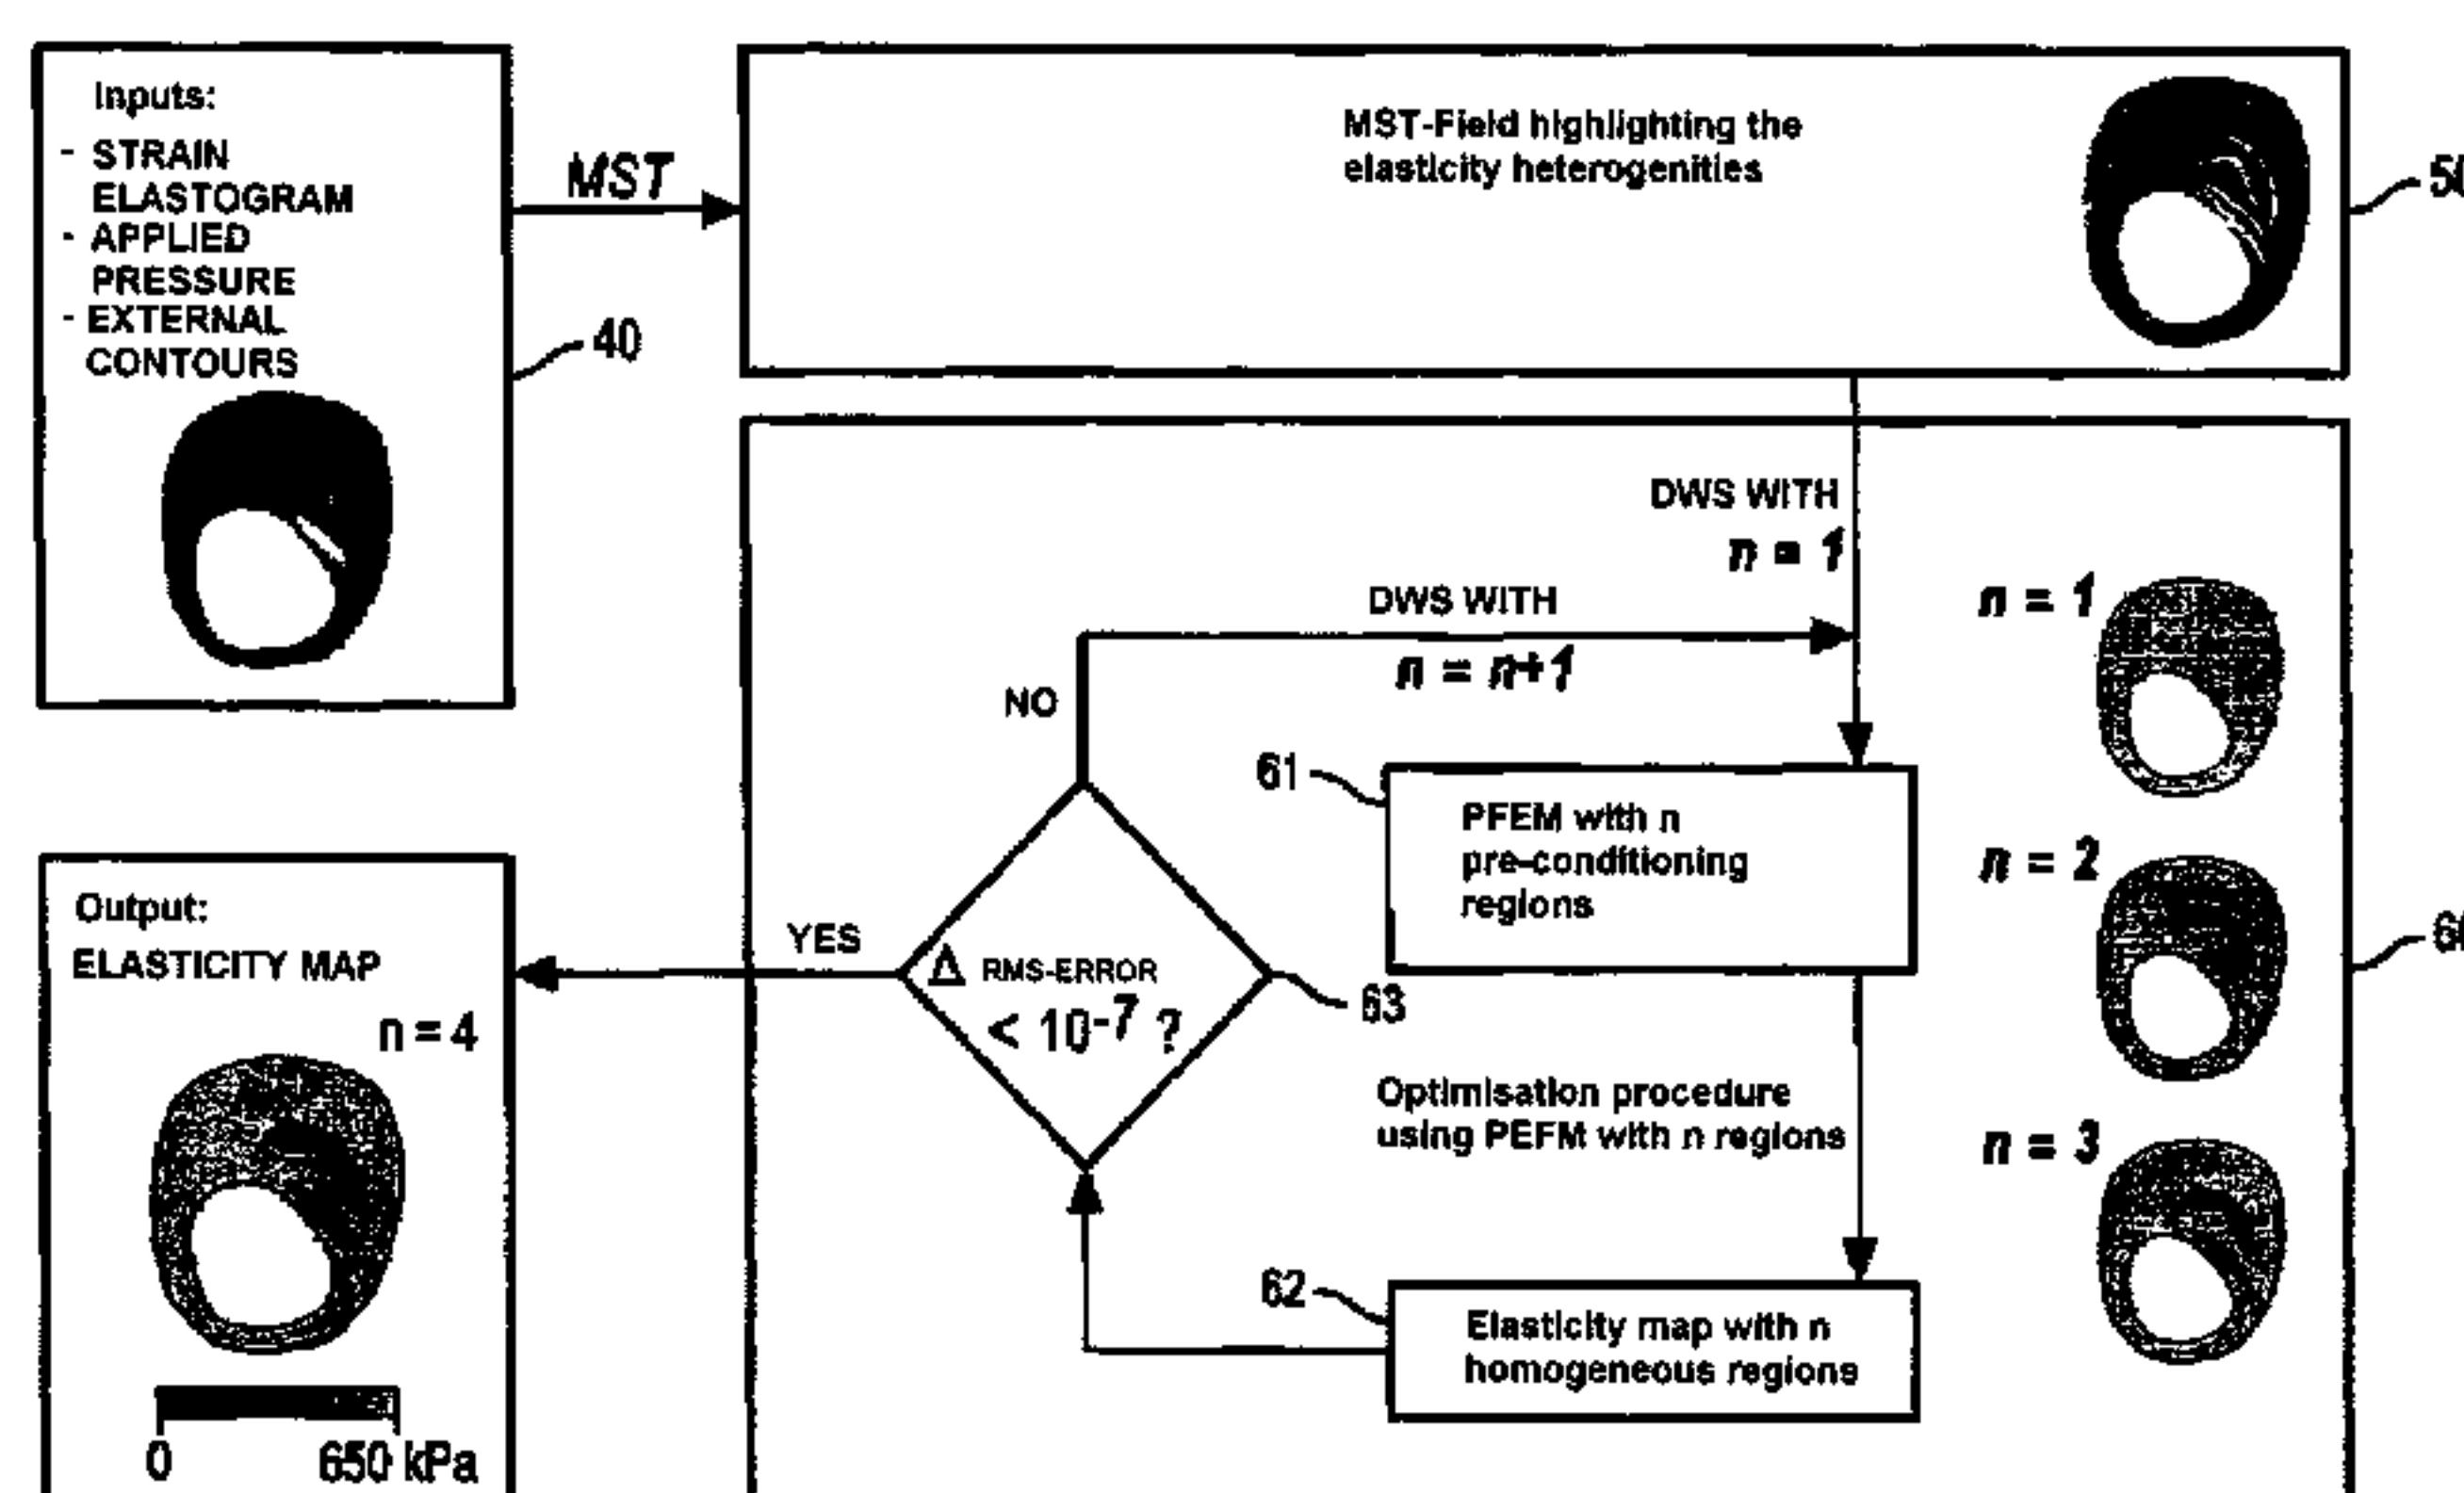 Inputs:
- STRAIN
ELASTOGRAM
- APPLIED
PRESSURE
- EXTERNAL
CONTOURS
40
MST
MST-Field highlighting the
elasticity heterogenities
DWS WITH
n = 1
DWS WITH
n = n+1
NO
61
PFEM with n
pre-conditioning
regions
n = 1
n = 2
n = 3
YES
Δ RMS-ERROR
< 10-7 ?
63
Optimisation procedure
using PEFM with n regions
62
Elasticity map with n
homogeneous regions
Output:
ELASTICITY MAP
n = 4
0
650 kPa